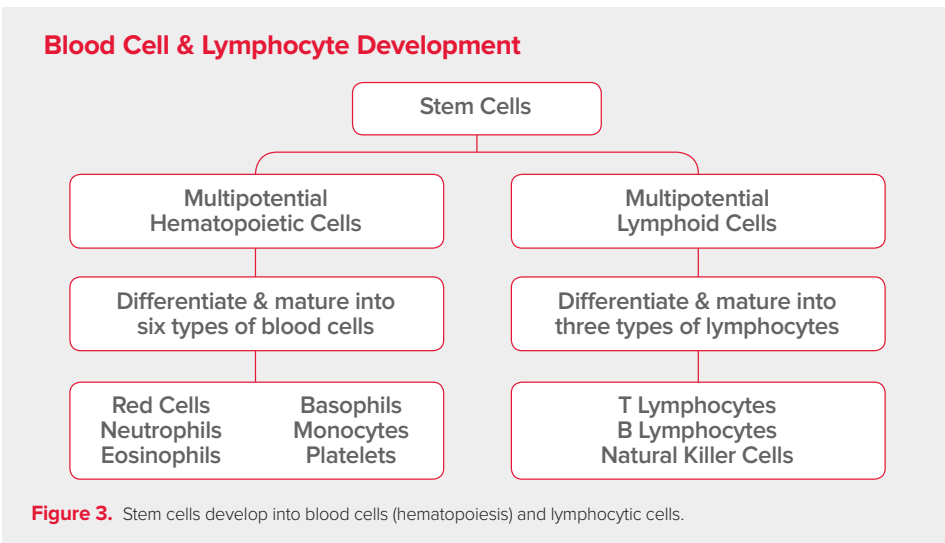 Blood Cell & Lymphocyte Development
Stem Cells
Multipotential
Hematopoietic Cells
Multipotential
Lymphoid Cells
Differentiate & mature into
six types of blood cells
Differentiate & mature into
three types of lymphocytes
Red Cells
Neutrophils
Eosinophils
Basophils
Monocytes
Platelets
T Lymphocytes
B Lymphocytes
Natural Killer Cells
Figure 3. Stem cells develop into blood cells (hematopoiesis) and lymphocytic cells.